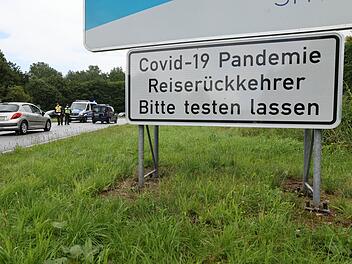 Covid-19 Pandemie
Reiserückkehrer
Bitte testen lassen